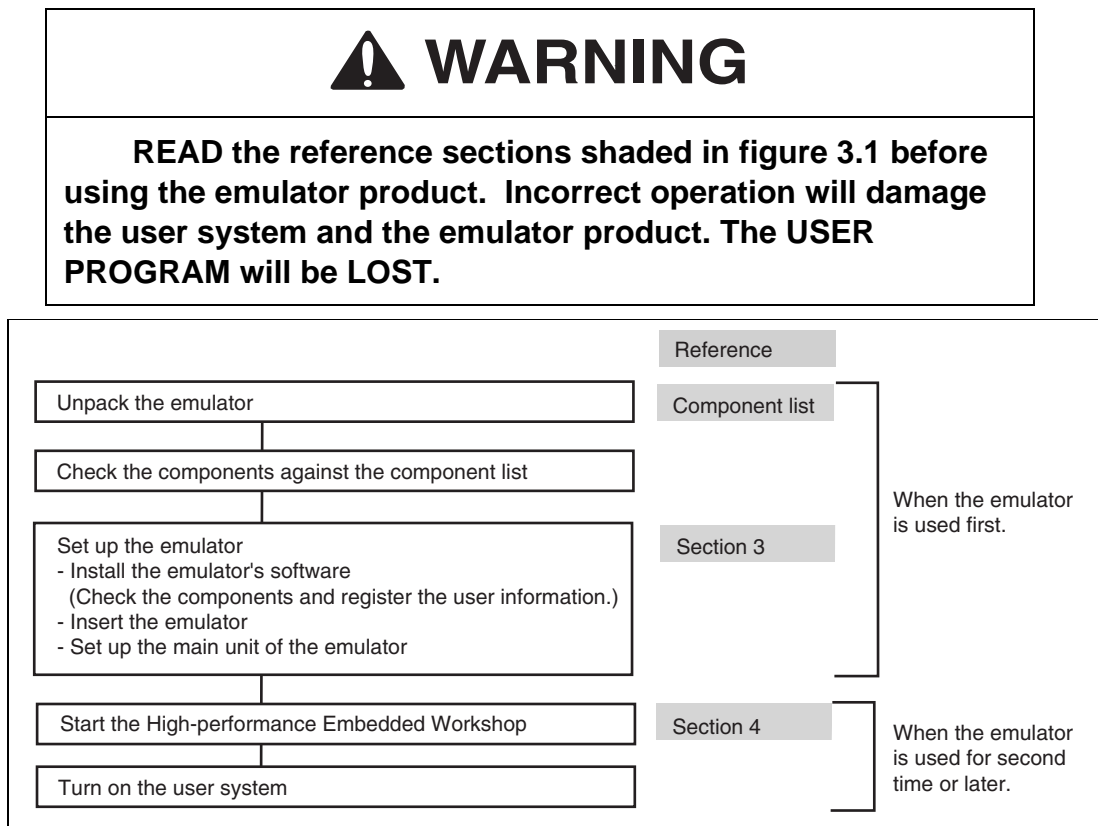 WARNING
READ the reference sections shaded in figure 3.1 before
using the emulator product. Incorrect operation will damage
the user system and the emulator product. The USER
PROGRAM will be LOST.
Reference
Unpack the emulator
Component list
Check the components against the component list
When the emulator
is used first.
Set up the emulator
- Install the emulator's software
(Check the components and register the user information.)
- Insert the emulator
- Set up the main unit of the emulator
Section 3
Start the High-performance Embedded Workshop
Section 4
When the emulator
is used for second
time or later.
Turn on the user system